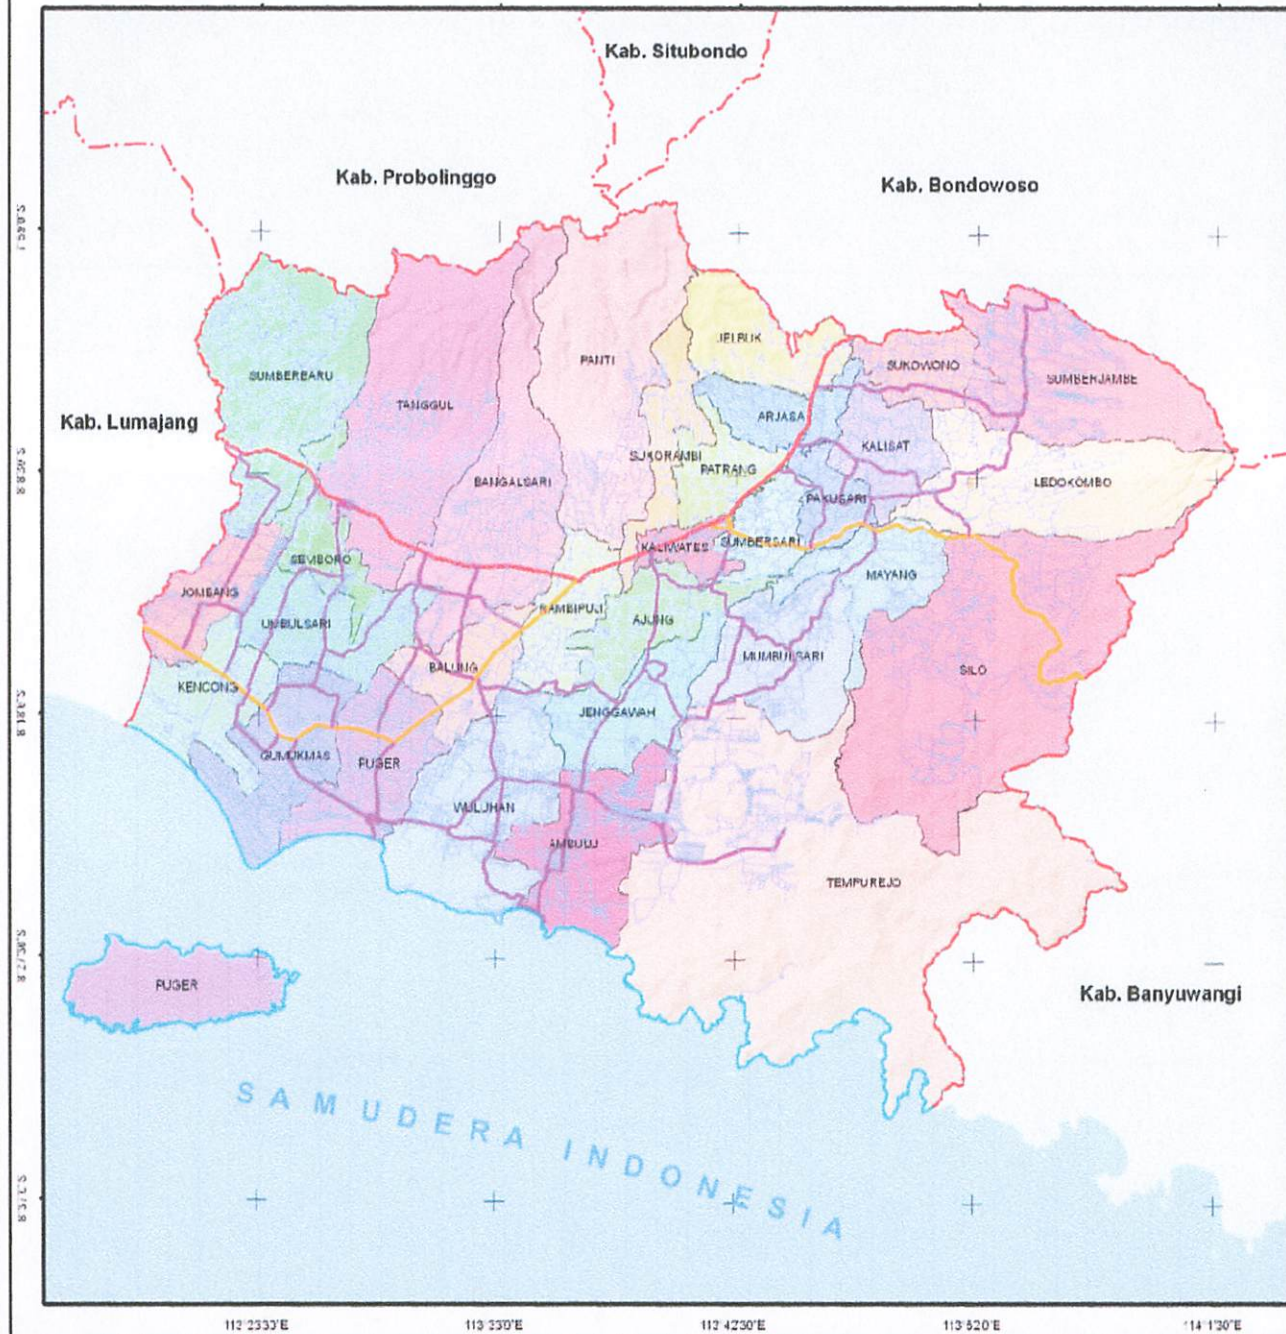 Kab. Situbondo
Kab. Probolinggo
Kab. Bondowoso
JELBUK
PANTI
SUKOWONO
SUMBERBARU
SUMBERJAMBE
TANGGUL
ARJASA
Kab. Lumajang
KALISAT
SUKORAMBI
PATRANG
BANGALSARI
LEDOKOMBO
PAKUSARI
SUMBERSARI
KALIWATES
SEMBORO
MAYANG
JOMBANG
RAMBIPUJI
AJUNG
UMBULSARI
MUMBULSARI
BALUNG
SILO
KENCONG
JENGGAWAH
GUMUKMAS
PUGER
WULUHAN
AMBULU
TEMPUREJO
PUGER
Kab. Banyuwangi
SAMUDERA INDONESIA